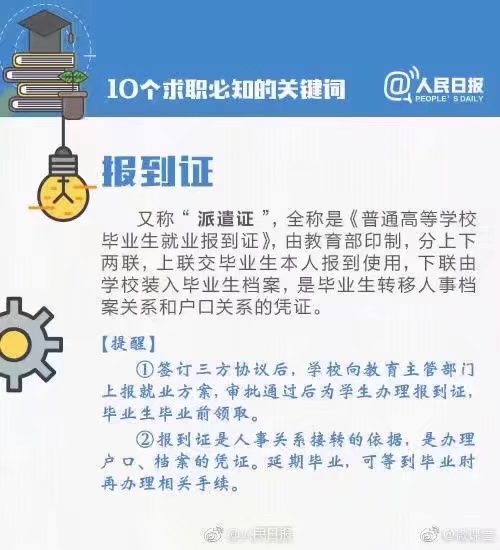 10个求职必知的关键词
@人民日报
PEOPLE'S DAILY
报到证
又称“派遣证”，全称是《普通高等学校
毕业生就业报到证》，由教育部印制，分上下
两联，上联交毕业生本人报到使用，下联由
学校装入毕业生档案，是毕业生转移人事档
案关系和户口关系的凭证。
【提醒】
①签订三方协议后，学校向教育主管部门
上报就业方案，审批通过后为学生办理报到证，
毕业生毕业前领取。
②报到证是人事关系接转的依据，是办理
户口、档案的凭证。延期毕业，可等到毕业时
再办理相关手续。
@人民日报
@微课堂